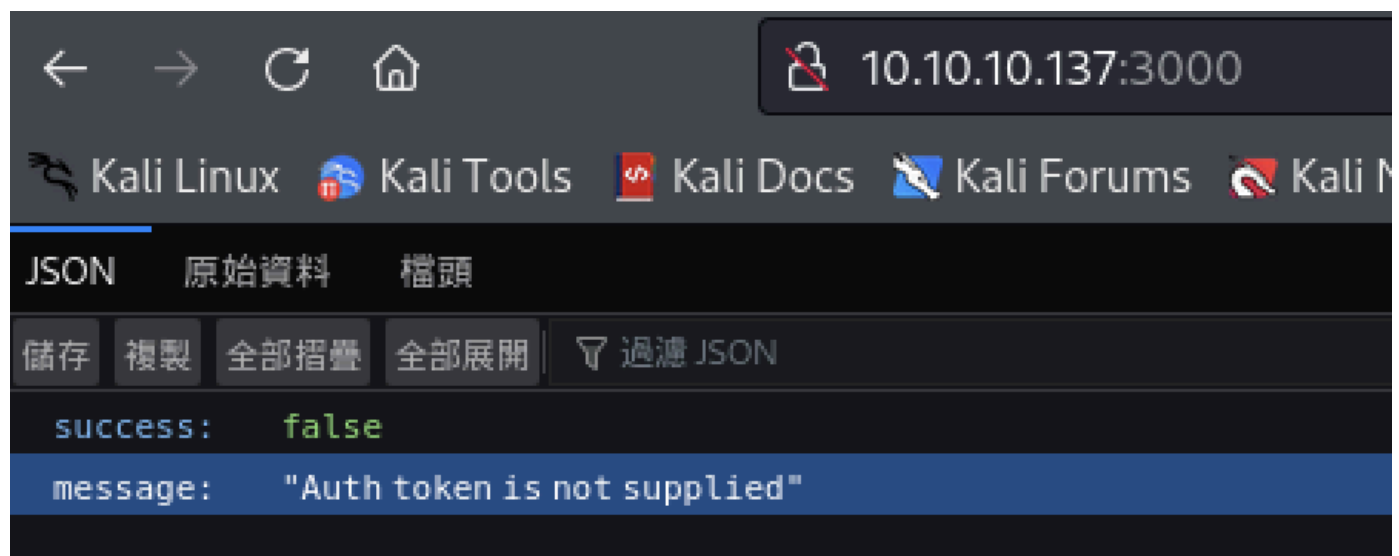 10.10.10.137:3000
Kali Linux Kali Tools Kali Docs Kali Forums Kali
JSON 原始資料 檔頭
儲存 複製 全部摺疊 全部展開 過濾 JSON
success: false
message: "Auth token is not supplied"